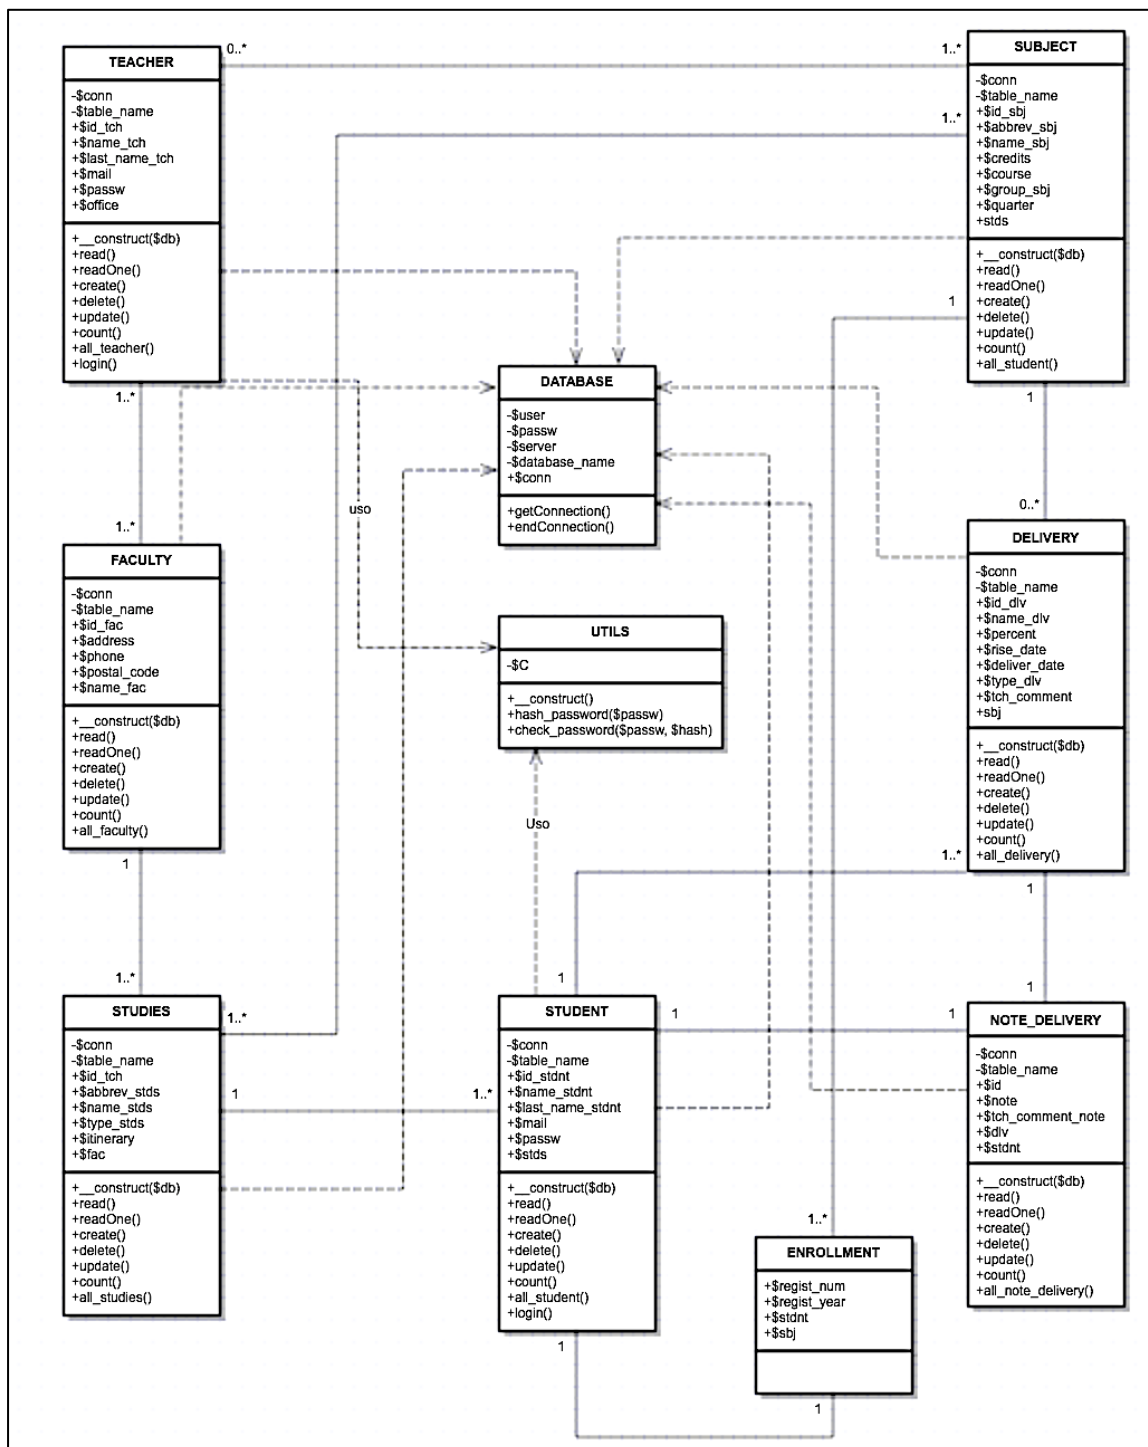 TEACHER
-$conn
-$table_name
+$id_tch
+$name_tch
+$last_name_tch
+$mail
+$passw
+$office
+__construct($db)
+read()
+readOne()
+create()
+delete()
+update()
+count()
+all_teacher()
+login()
0..*
1..*
SUBJECT
-$conn
-$table_name
+$id_sbj
+$abbrev_sbj
+$name_sbj
+$credits
+$course
+$group_sbj
+$quarter
+stds
+__construct($db)
+read()
+readOne()
+create()
+delete()
+update()
+count()
+all_student()
1..*
1
1..*
1
DATABASE
-$user
-$passw
-$server
-$database_name
+$conn
+getConnection()
+endConnection()
uso
1..*
0..*
FACULTY
-$conn
-$table_name
+$id_fac
+$address
+$phone
+$postal_code
+$name_fac
+__construct($db)
+read()
+readOne()
+create()
+delete()
+update()
+count()
+all_faculty()
UTILS
-$C
+__construct()
+hash_password($passw)
+check_password($passw, $hash)
Uso
DELIVERY
-$conn
-$table_name
+$id_dlv
+$name_dlv
+$percent
+$rise_date
+$deliver_date
+$type_dlv
+$tch_comment
+sbj
+__construct($db)
+read()
+readOne()
+create()
+delete()
+update()
+count()
+all_delivery()
1
1..*
1
1..*
1
1
STUDIES
-$conn
-$table_name
+$id_tch
+$abbrev_stds
+$name_stds
+$type_stds
+$itinerary
+$fac
+__construct($db)
+read()
+readOne()
+create()
+delete()
+update()
+count()
+all_studies()
1..*
1
1..*
STUDENT
-$conn
-$table_name
+$id_stdnt
+$name_stdnt
+$last_name_stdnt
+$mail
+$passw
+$stds
+__construct($db)
+read()
+readOne()
+create()
+delete()
+update()
+count()
+all_student()
+login()
1
1
NOTE_DELIVERY
-$conn
-$table_name
+$id
+$note
+$tch_comment_note
+$dlv
+$stdnt
+__construct($db)
+read()
+readOne()
+create()
+delete()
+update()
+count()
+all_note_delivery()
1..*
ENROLLMENT
+$regist_num
+$regist_year
+$stdnt
+$sbj
1
1